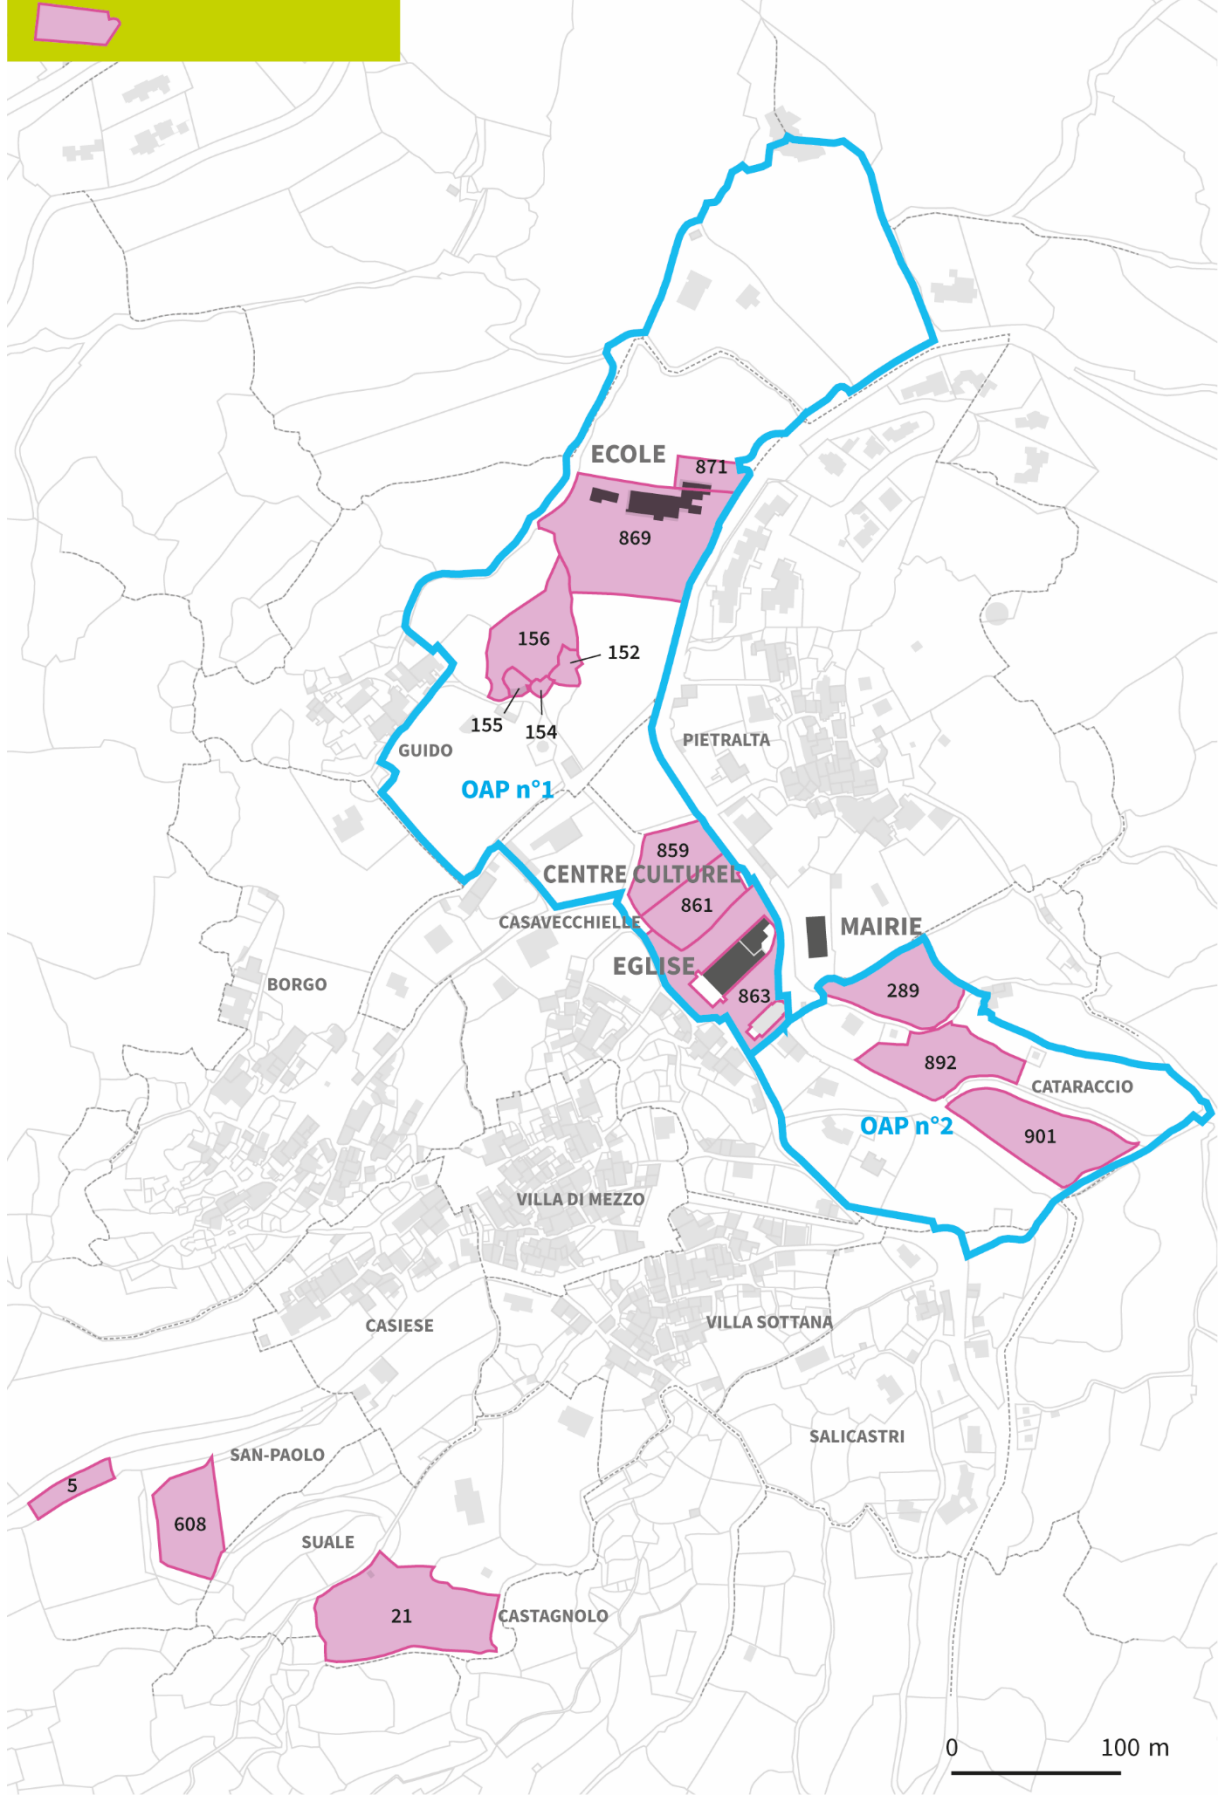 ECOLE
871
869
156
152
155
154
GUIDO
PIETRALTA
OAP n°1
859
CENTRE CULTUREL
861
CASAVECCHIELLE
MAIRIE
EGLISE
BORGO
863
289
892
CATARACCIO
OAP n°2
901
VILLA DI MEZZO
CASIESE
VILLA SOTTANA
SALICASTRI
SAN-PAOLO
5
608
SUALE
21
CASTAGNOLO
0 100 m